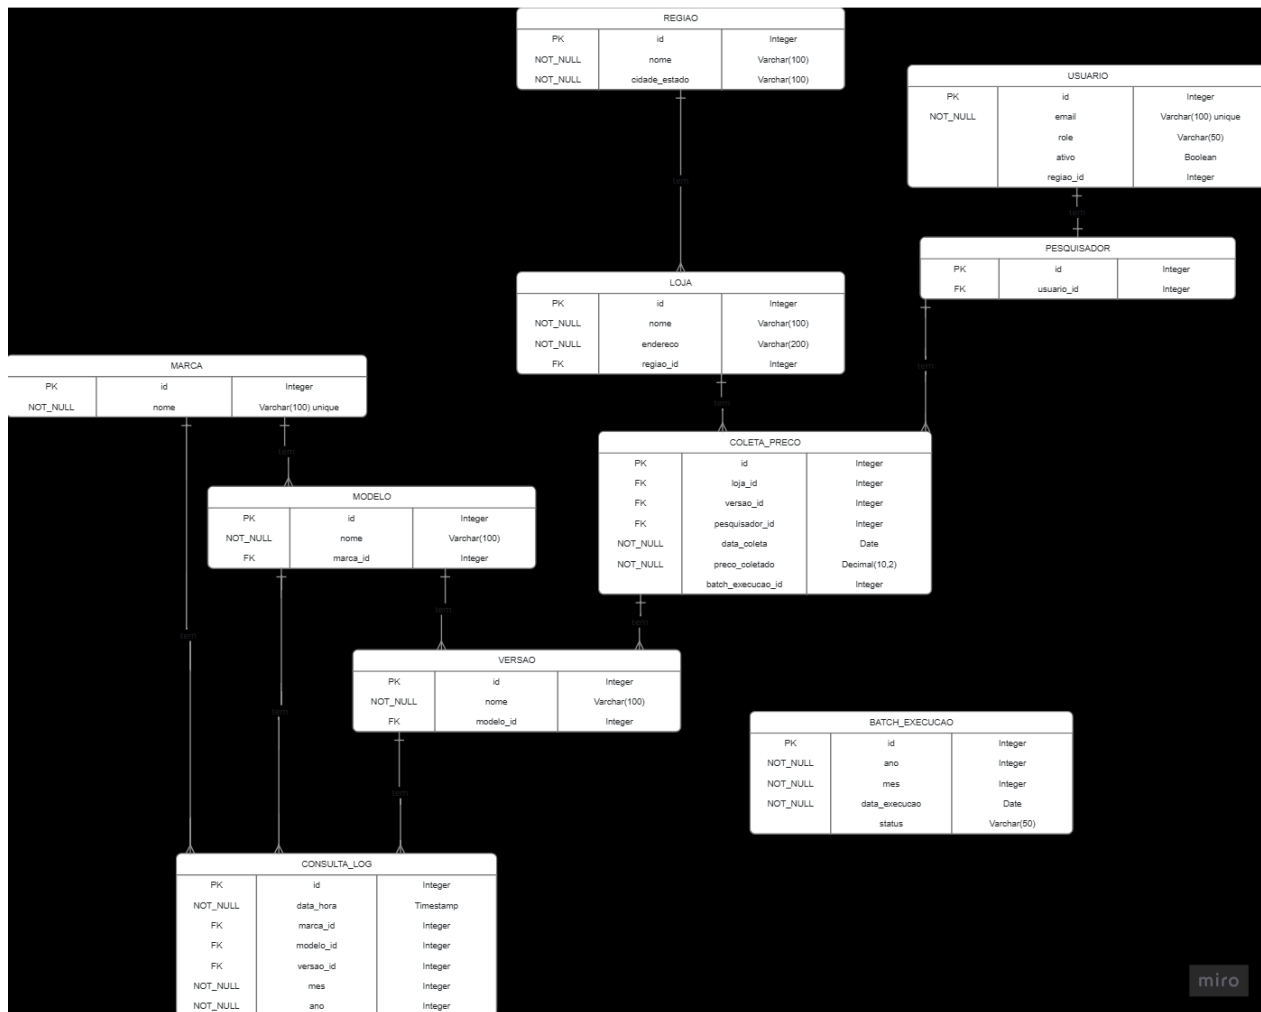 REGIAO
PK id Integer
NOT_NULL nome Varchar(100)
NOT_NULL cidade_estado Varchar(100)
USUARIO
PK id Integer
NOT_NULL email Varchar(100) unique
role Varchar(50)
ativo Boolean
regiao_id Integer
tem
tem
PESQUISADOR
PK id Integer
FK usuario_id Integer
LOJA
PK id Integer
NOT_NULL nome Varchar(100)
NOT_NULL endereco Varchar(200)
FK regiao_id Integer
tem
tem
MARCA
PK id Integer
NOT_NULL nome Varchar(100) unique
tem
COLETA_PRECO
PK id Integer
FK loja_id Integer
FK versao_id Integer
FK pesquisador_id Integer
NOT_NULL data_coleta Date
NOT_NULL preco_coletado Decimal(10,2)
batch_execucao_id Integer
MODELO
PK id Integer
NOT_NULL nome Varchar(100)
FK marca_id Integer
tem
tem
tem
tem
VERSAO
PK id Integer
NOT_NULL nome Varchar(100)
FK modelo_id Integer
tem
BATCH_EXECUCAO
PK id Integer
NOT_NULL ano Integer
NOT_NULL mes Integer
NOT_NULL data_execucao Date
status Varchar(50)
CONSULTA_LOG
PK id Integer
NOT_NULL data_hora Timestamp
FK marca_id Integer
FK modelo_id Integer
FK versao_id Integer
NOT_NULL mes Integer
NOT_NULL ano Integer
miro